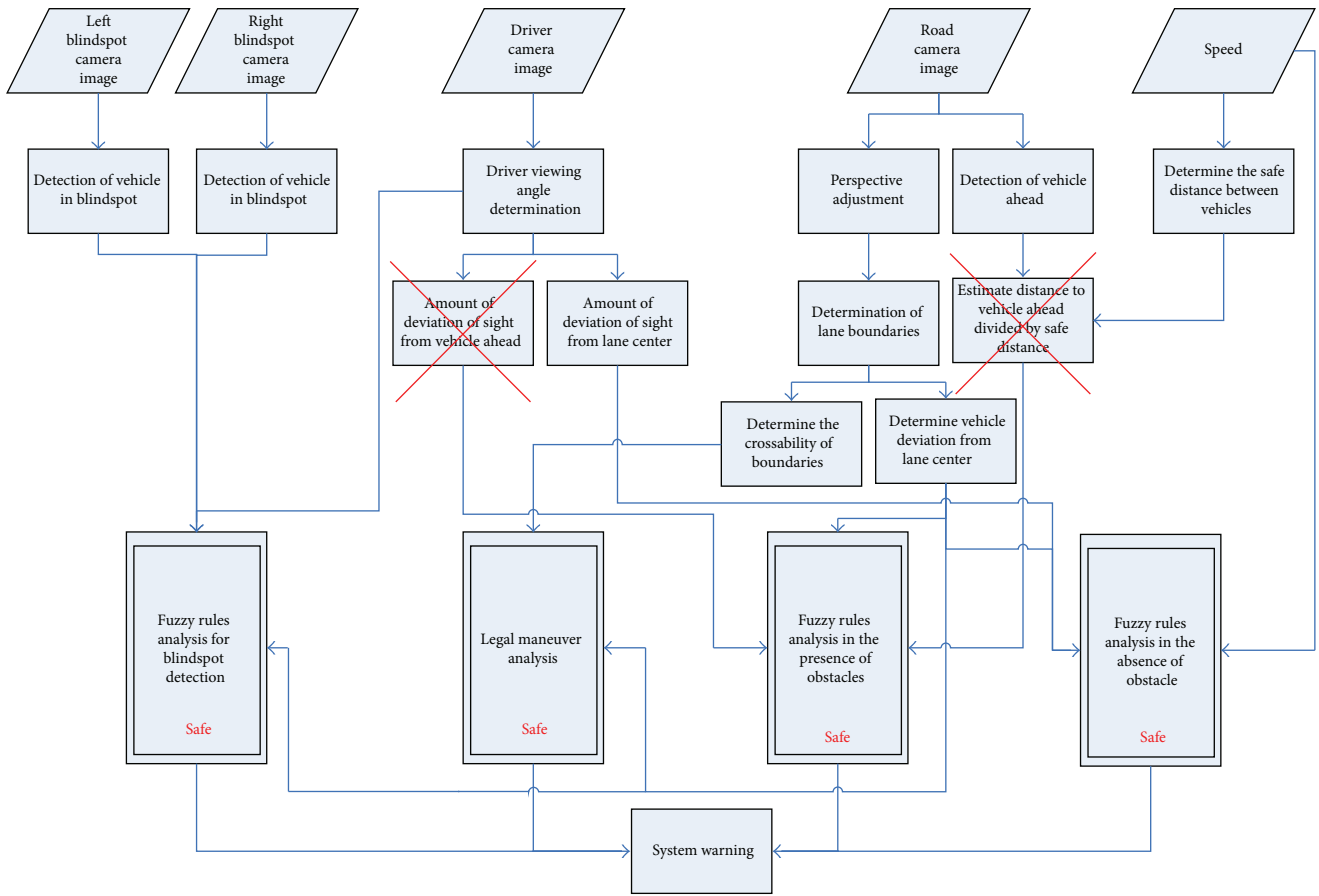 Left
blindspot
camera
image
Right
blindspot
camera
image
Driver
camera
image
Road
camera
image
Speed
Detection of vehicle
in blindspot
Detection of vehicle
in blindspot
Driver viewing
angle
determination
Perspective
adjustment
Detection of vehicle
ahead
Determine the safe
distance between
vehicles
Amount of
deviation of sight
from vehicle ahead
Amount of
deviation of sight
from lane center
Determination of
lane boundaries
Estimate distance to
vehicle ahead
divided by safe
distance
Determine the
crossability of
boundaries
Determine vehicle
deviation from
lane center
Fuzzy rules
analysis for
blindspot
detection
Safe
Legal maneuver
analysis
Safe
Fuzzy rules
analysis in the
presence of
obstacles
Safe
Fuzzy rules
analysis in the
absence of
obstacle
Safe
System warning